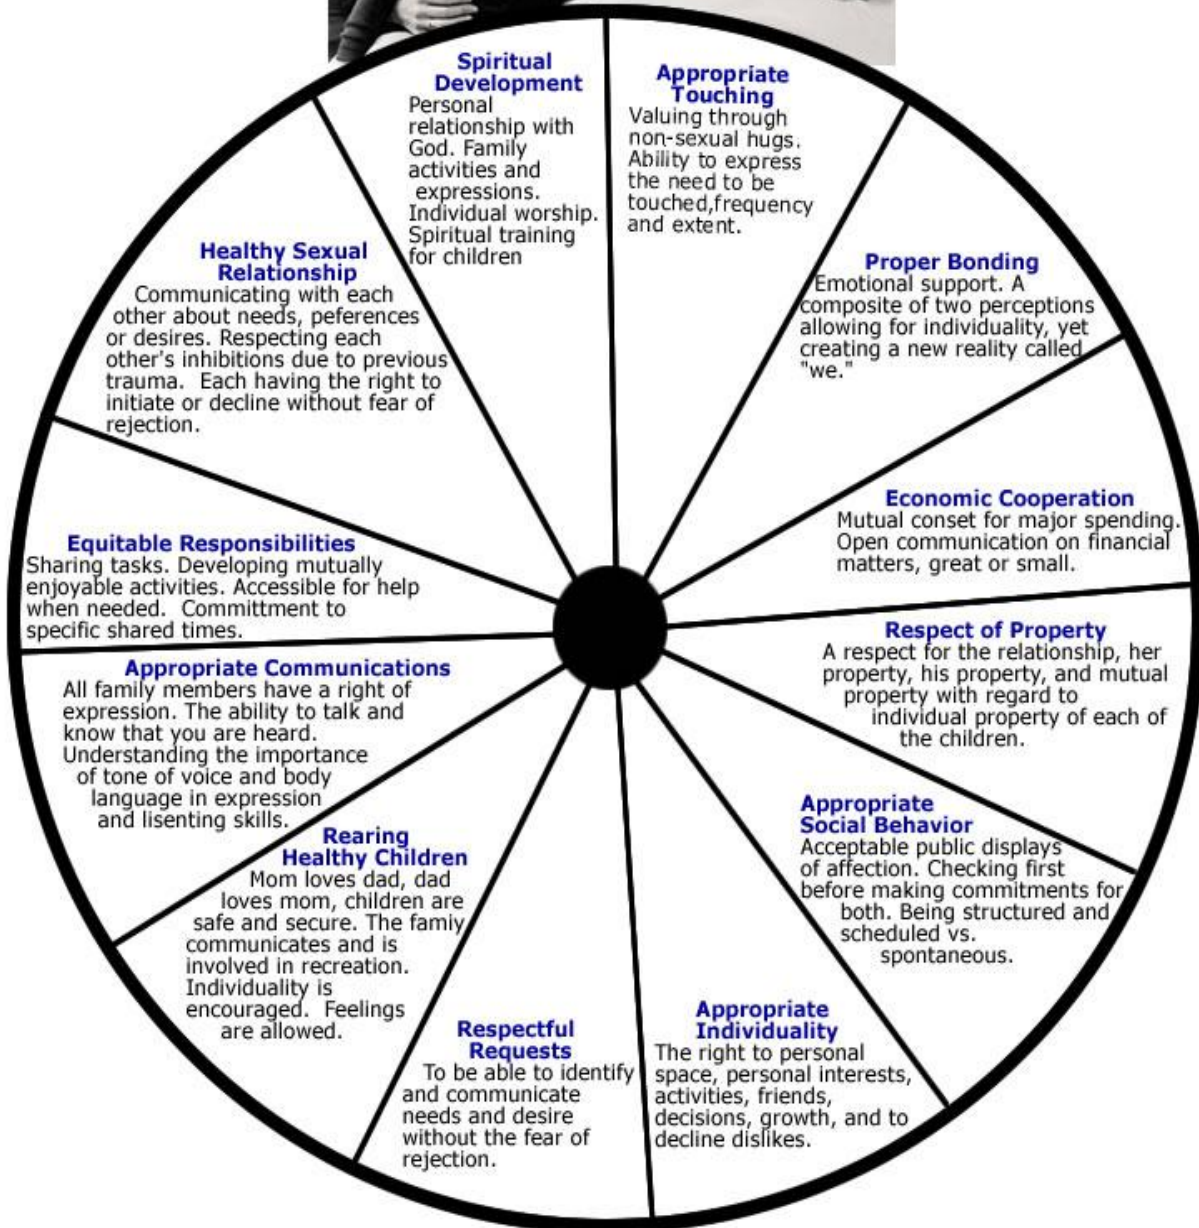 Spiritual
Development
Personal
relationship with
God. Family
activities and
expressions.
Individual worship.
Spiritual training
for children
Appropriate
Touching
Valuing through
non-sexual hugs.
Ability to express
the need to be
touched,frequency
and extent.
Proper Bonding
Emotional support. A
composite of two perceptions
allowing for individuality, yet
creating a new reality called
"we."
Economic Cooperation
Mutual conset for major spending.
Open communication on financial
matters, great or small.
Respect of Property
A respect for the relationship, her
property, his property, and mutual
property with regard to
individual property of each of
the children.
Appropriate
Social Behavior
Acceptable public displays
of affection. Checking first
before making commitments for
both. Being structured and
scheduled vs.
spontaneous.
Appropriate
Individuality
The right to personal
space, personal interests,
activities, friends,
decisions, growth, and to
decline dislikes.
Respectful
Requests
To be able to identify
and communicate
needs and desire
without the fear of
rejection.
Rearing
Healthy Children
Mom loves dad, dad
loves mom, children are
safe and secure. The famiy
communicates and is
involved in recreation.
Individuality is
encouraged.  Feelings
are allowed.
Appropriate Communications
All family members have a right of
expression. The ability to talk and
know that you are heard.
Understanding the importance
of tone of voice and body
language in expression
and lisenting skills.
Equitable Responsibilities
Sharing tasks. Developing mutually
enjoyable activities. Accessible for help
when needed.  Committment to
specific shared times.
Healthy Sexual
Relationship
Communicating with each
other about needs, peferences
or desires. Respecting each
other's inhibitions due to previous
trauma.  Each having the right to
initiate or decline without fear of
rejection.